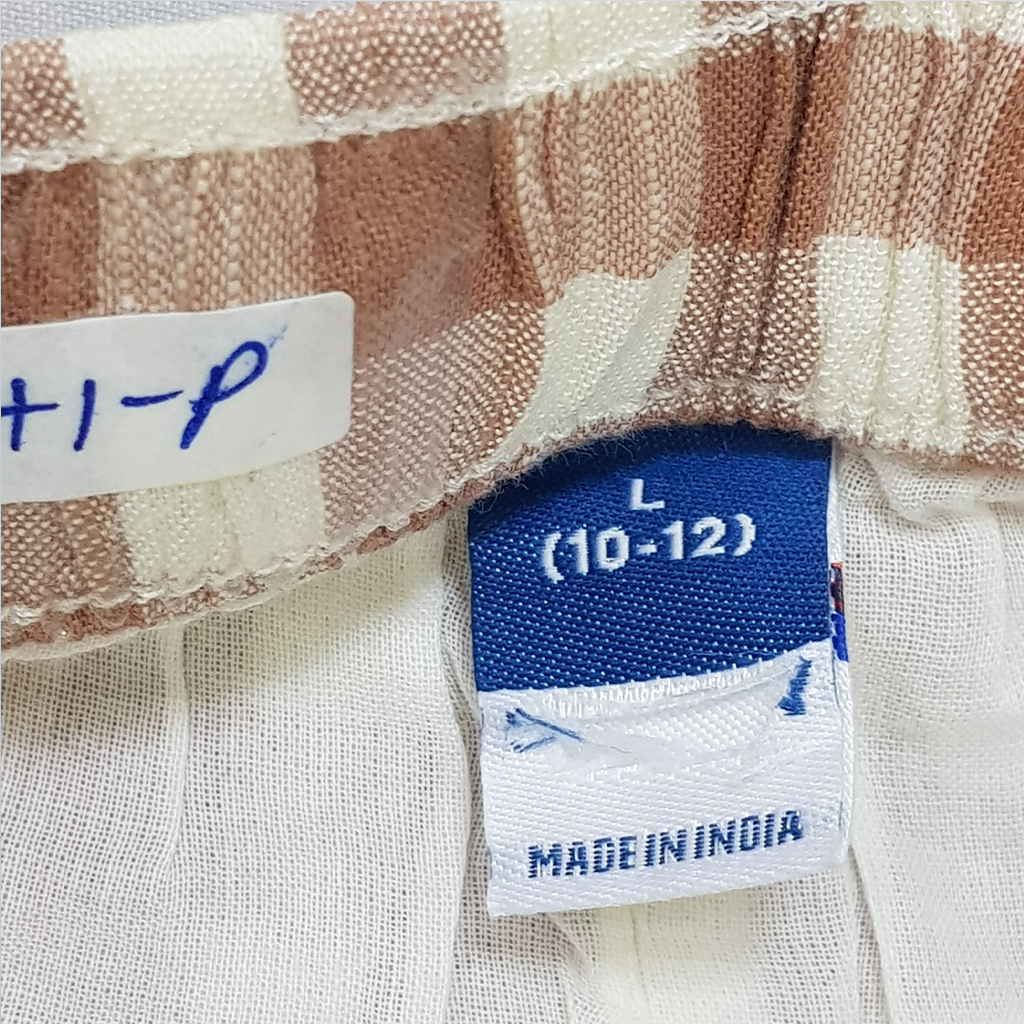 +1-P
L
(10-12)
MADE IN INDIA